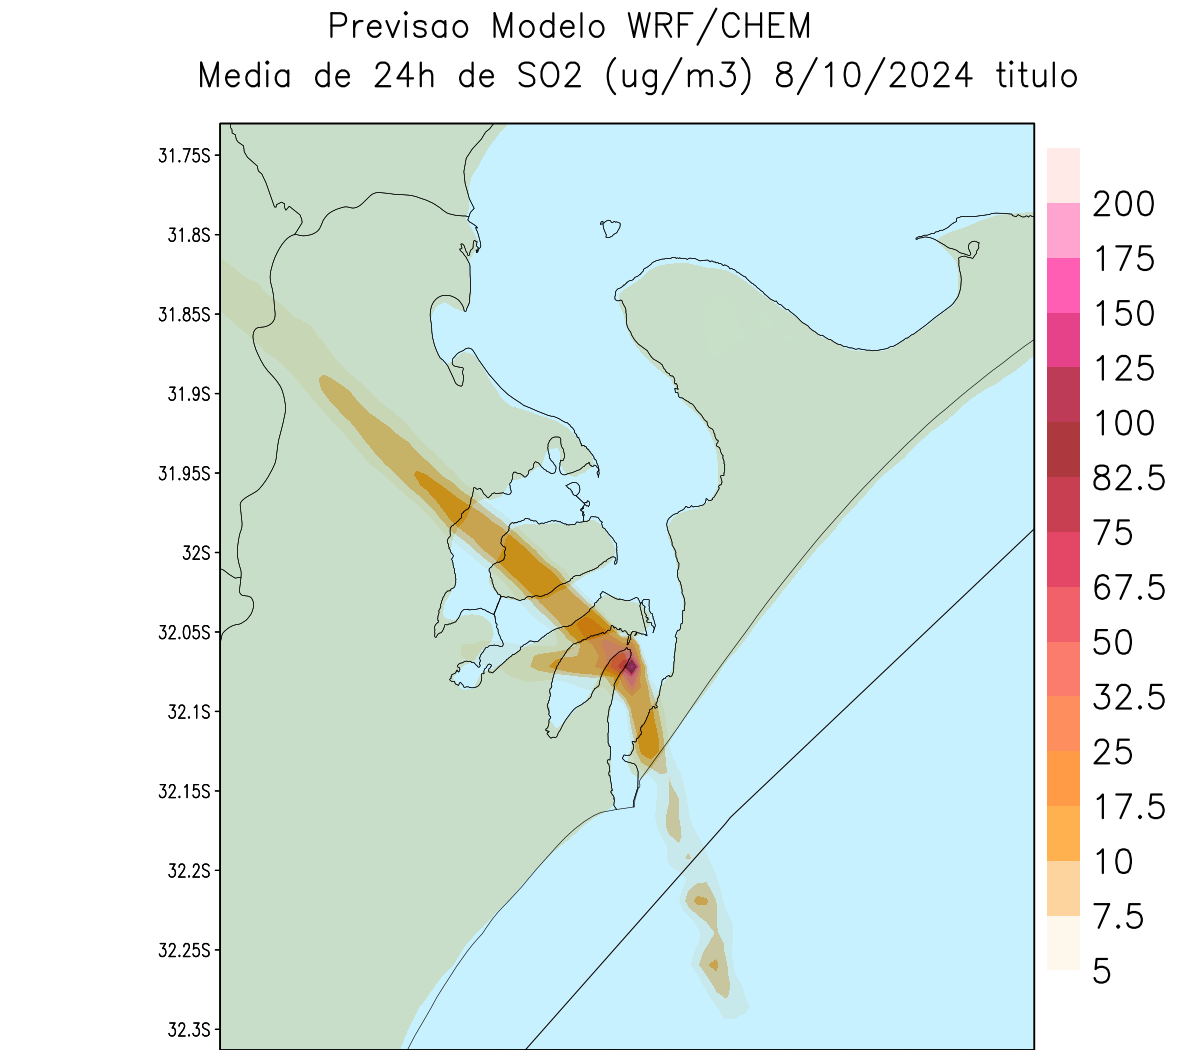 Previsao Modelo WRF/CHEM
Media de 24h de SO2 (ug/m3) 8/10/2024 titulo
31.75S
31.8S
31.85S
31.9S
31.95S
32S
32.05S
32.1S
32.15S
32.2S
32.25S
32.3S
200
175
150
125
100
82.5
75
67.5
50
32.5
25
17.5
10
7.5
5